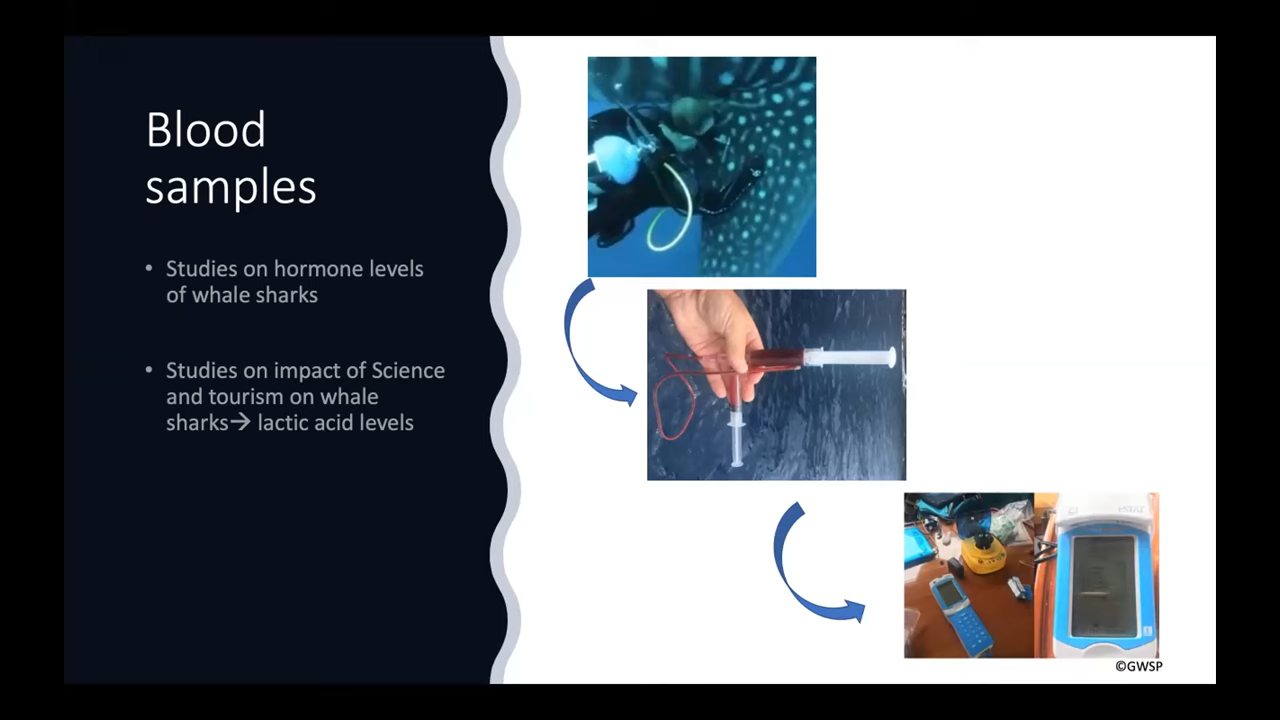 Blood
samples
• Studies on hormone levels
of whale sharks
• Studies on impact of Science
and tourism on whale
sharks→ lactic acid levels
©GWSP